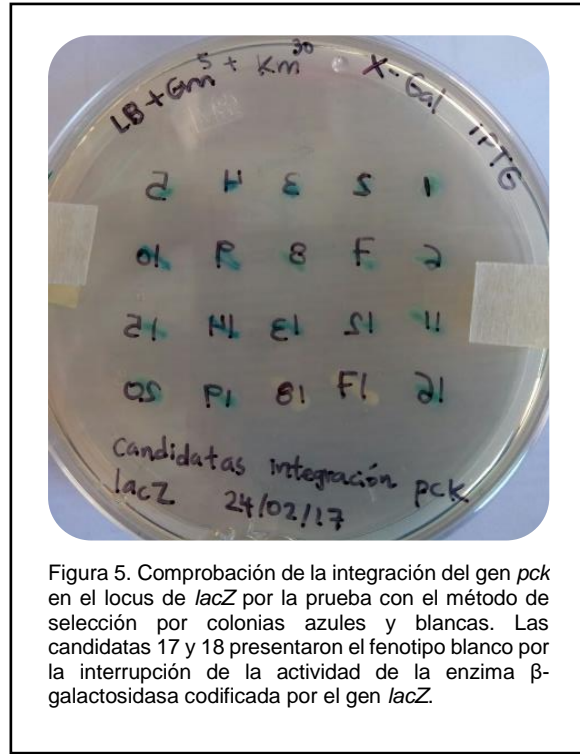 LB + Gm⁵ + Km³⁰ X-Gal IPTG
5 4 3 2 1
10 9 8 7 6
15 14 13 12 11
20 19 18 17 16
candidatas integración pck
lacZ 24/02/17
Figura 5. Comprobación de la integración del gen pck
en el locus de lacZ por la prueba con el método de
selección por colonias azules y blancas. Las
candidatas 17 y 18 presentaron el fenotipo blanco por
la interrupción de la actividad de la enzima β-
galactosidasa codificada por el gen lacZ.